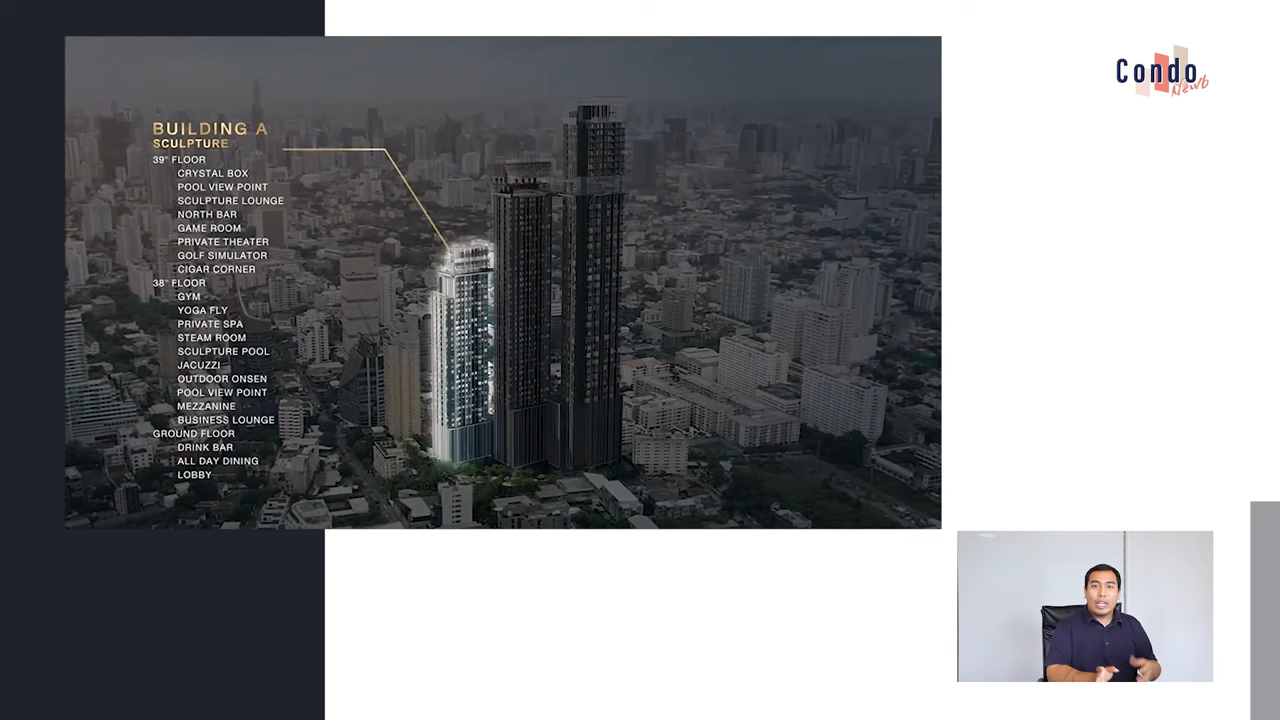 Condo
Newb
BUILDING A
SCULPTURE
39TH FLOOR
CRYSTAL BOX
POOL VIEW POINT
SCULPTURE LOUNGE
NORTH BAR
GAME ROOM
PRIVATE THEATER
GOLF SIMULATOR
CIGAR CORNER
38TH FLOOR
GYM
YOGA FLY
PRIVATE SPA
STEAM ROOM
SCULPTURE POOL
JACUZZI
OUTDOOR ONSEN
POOL VIEW POINT
MEZZANINE
BUSINESS LOUNGE
GROUND FLOOR
DRINK BAR
ALL DAY DINING
LOBBY